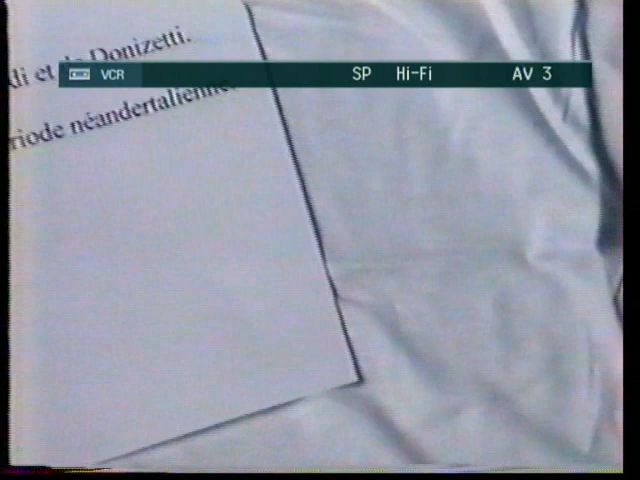 di et de Donizetti.
VCR SP Hi-Fi AV 3
riode néandertalienne.